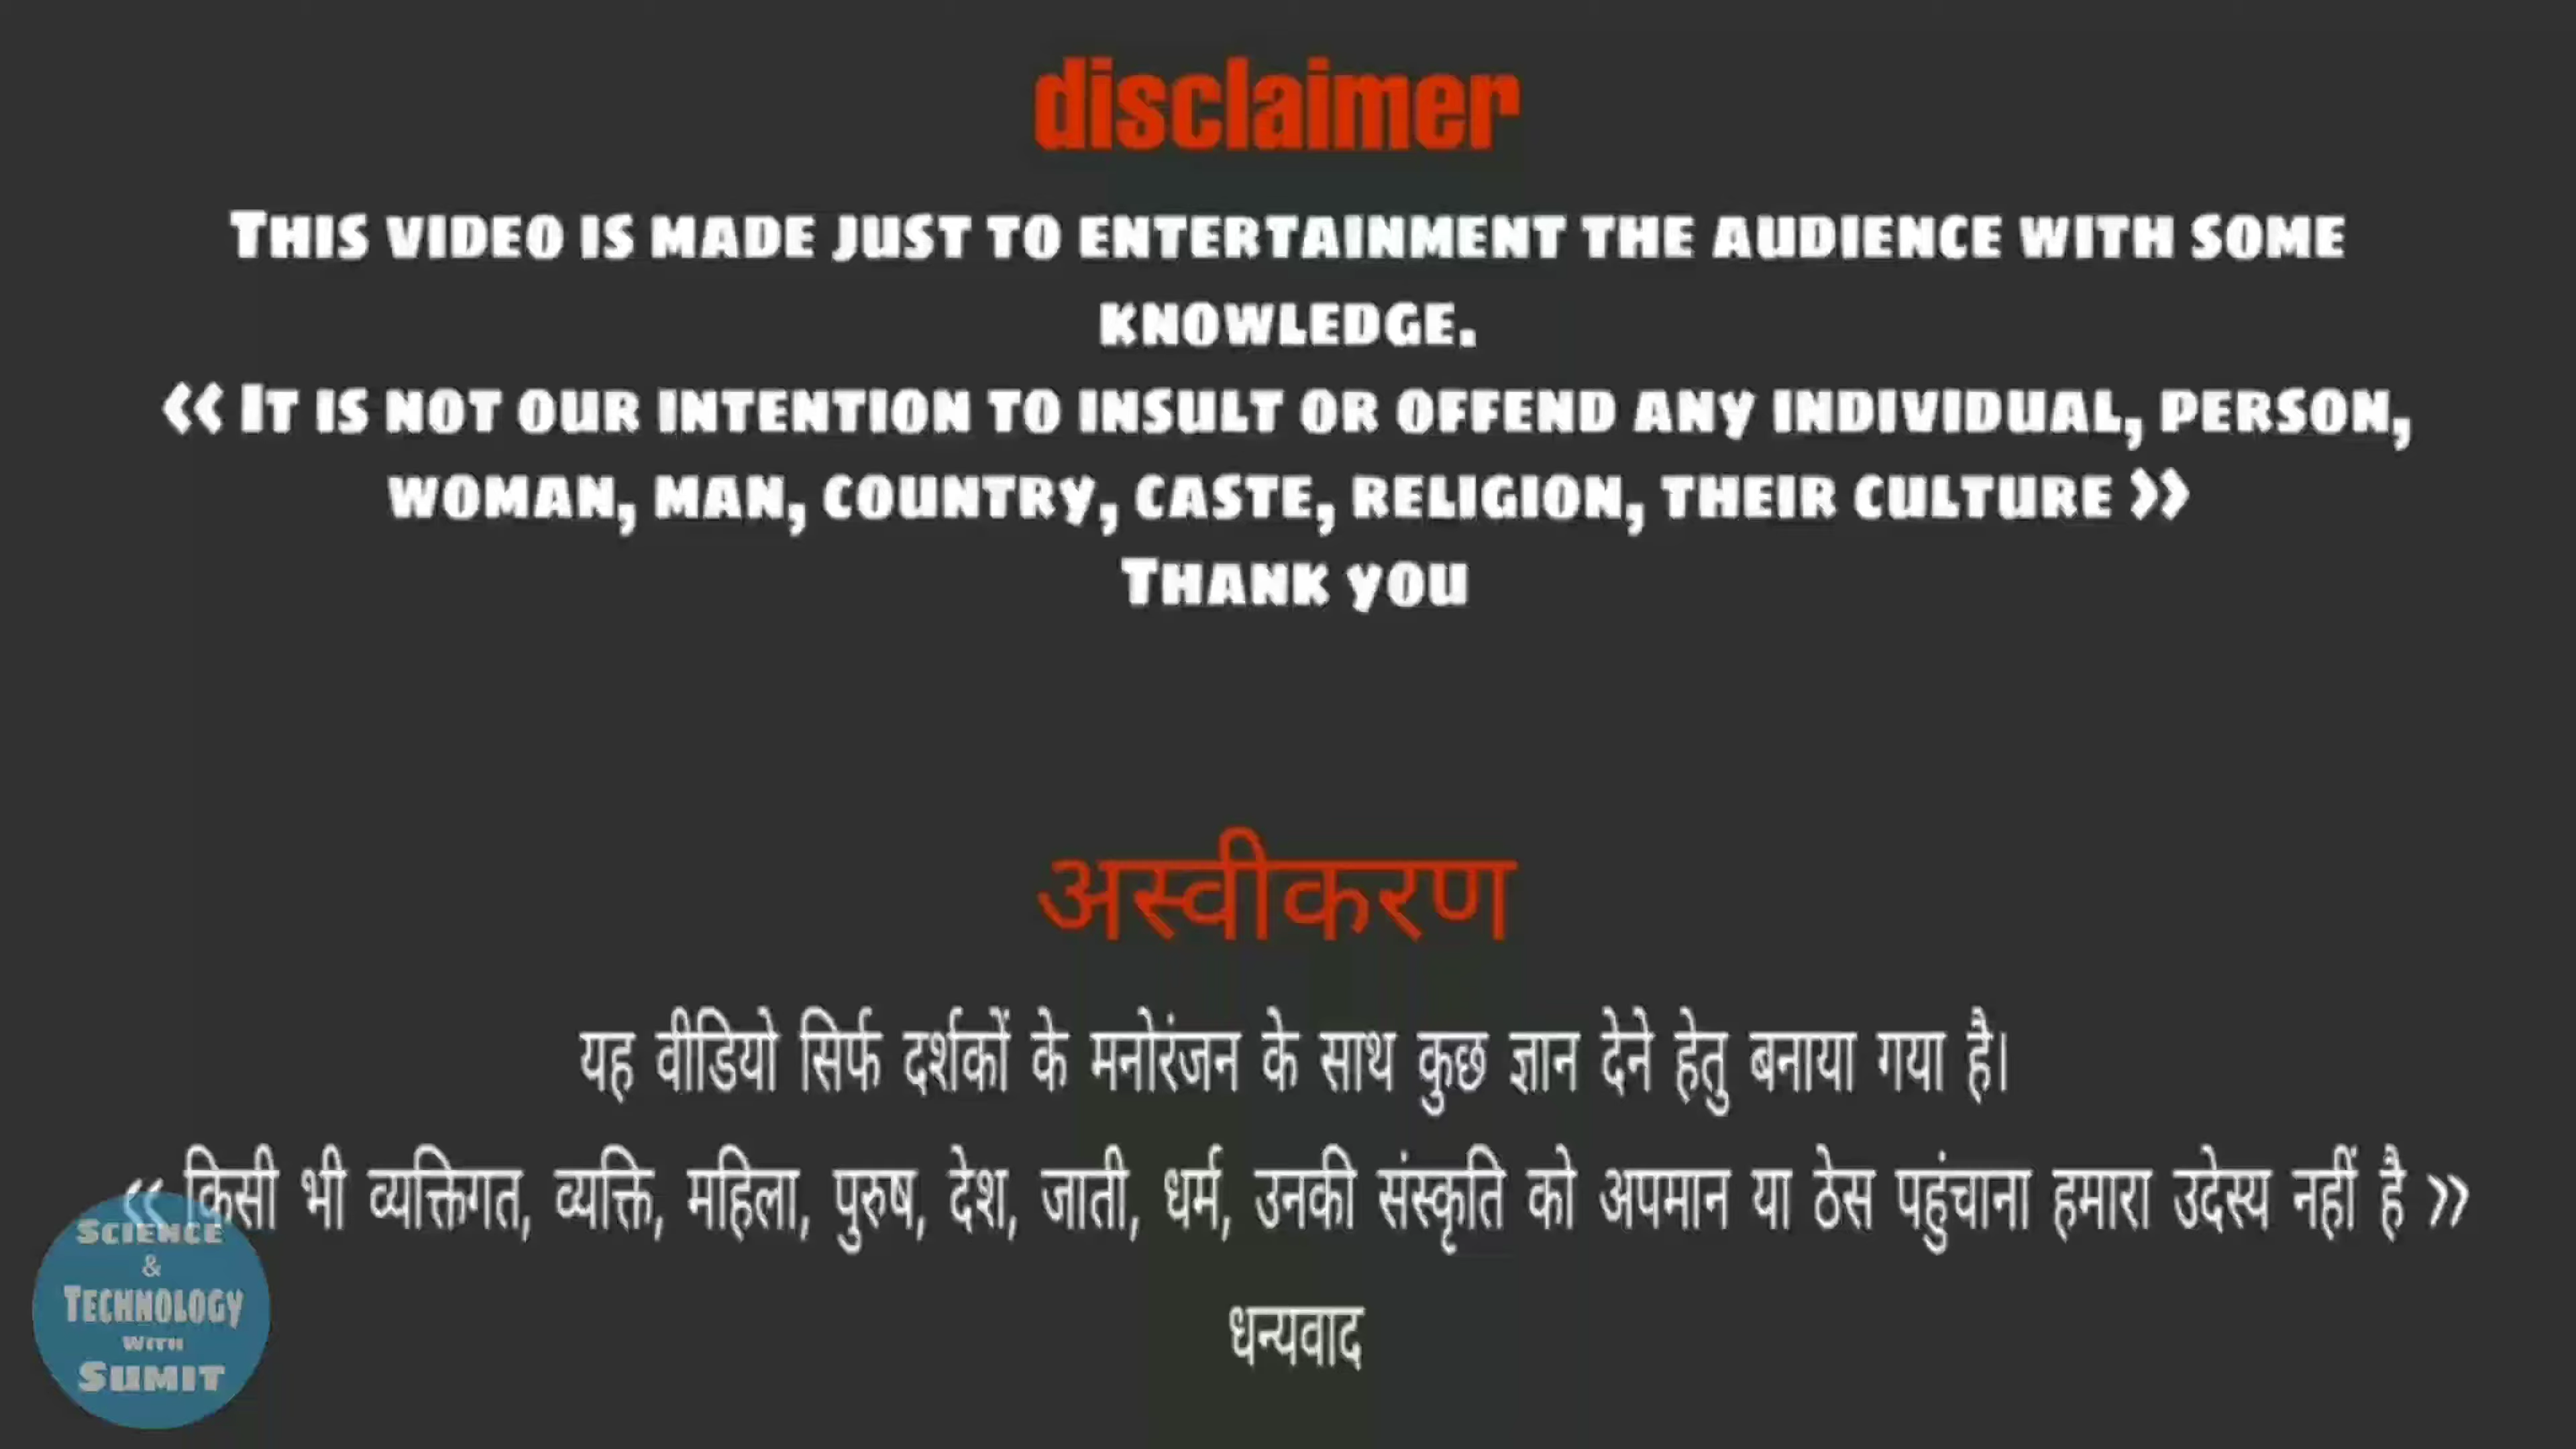 disclaimer
This video is made just to entertainment the audience with some
knowledge.
« It is not our intention to insult or offend any individual, person,
woman, man, country, caste, religion, their culture »
Thank you
अस्वीकरण
यह वीडियो सिर्फ दर्शकों के मनोरंजन के साथ कुछ ज्ञान देने हेतु बनाया गया है।
« किसी भी व्यक्तिगत, व्यक्ति, महिला, पुरुष, देश, जाती, धर्म, उनकी संस्कृति को अपमान या ठेस पहुंचाना हमारा उदेस्य नहीं है »
धन्यवाद
Science
&
Technology
with
Sumit